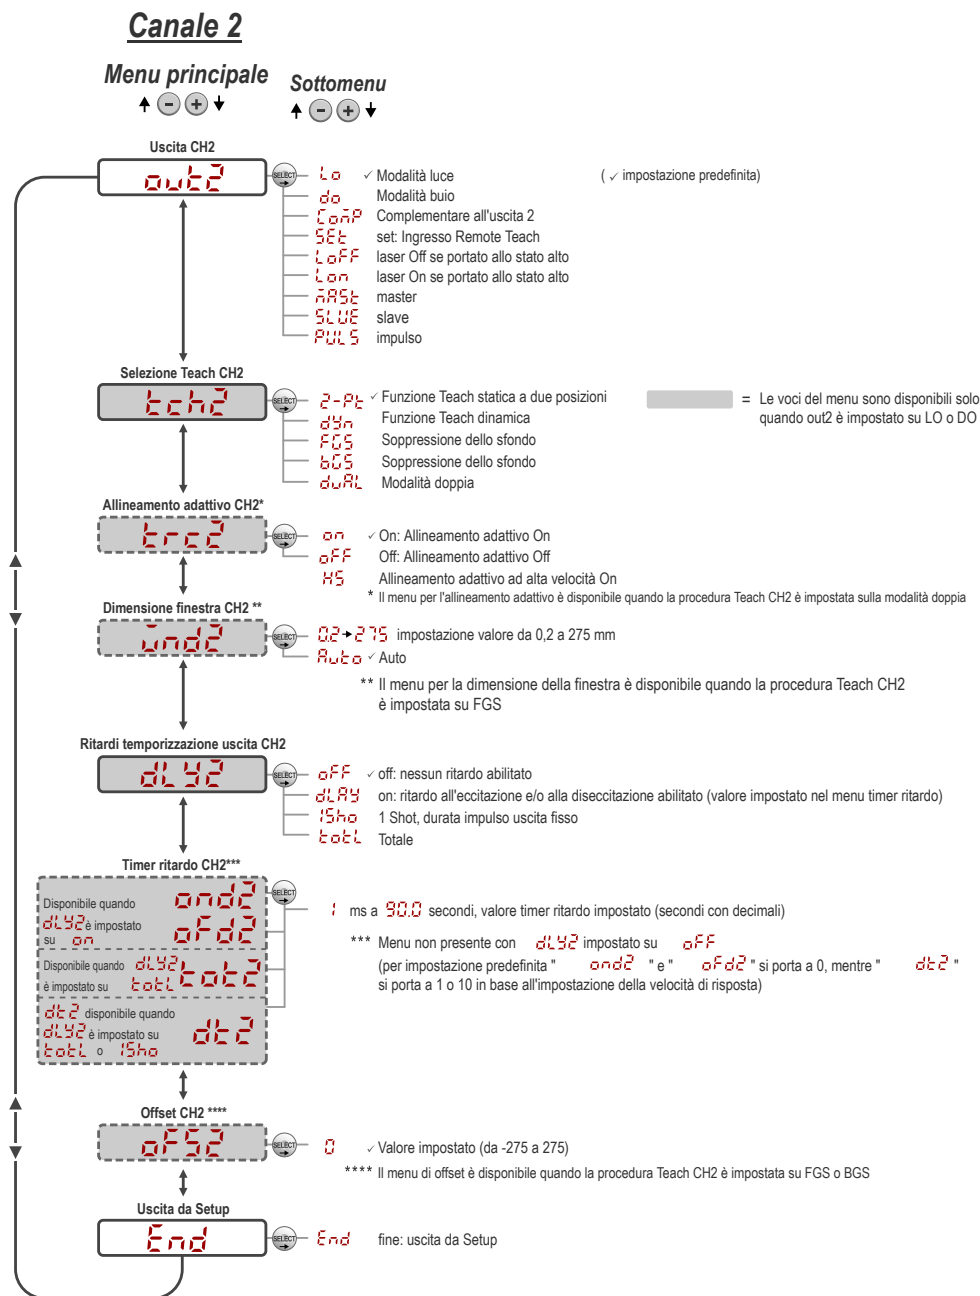 Canale 2
Menu principale
Sottomenu
Uscita CH2
out2
SELECT
Lo ✓ Modalità luce
( ✓ impostazione predefinita)
do Modalità buio
ComP Complementare all'uscita 2
SEt set: Ingresso Remote Teach
LoFF laser Off se portato allo stato alto
Lon laser On se portato allo stato alto
mASt master
SLUE slave
PULS impulso
Selezione Teach CH2
tch2
SELECT
2-Pt ✓ Funzione Teach statica a due posizioni
dYn Funzione Teach dinamica
FGS Soppressione dello sfondo
bGS Soppressione dello sfondo
duAL Modalità doppia
= Le voci del menu sono disponibili solo
quando out2 è impostato su LO o DO
Allineamento adattivo CH2*
trc2
SELECT
on ✓ On: Allineamento adattivo On
oFF Off: Allineamento adattivo Off
HS Allineamento adattivo ad alta velocità On
* Il menu per l'allineamento adattivo è disponibile quando la procedura Teach CH2 è impostata sulla modalità doppia
Dimensione finestra CH2 **
wnd2
SELECT
0.2 → 275 impostazione valore da 0,2 a 275 mm
Auto ✓ Auto
** Il menu per la dimensione della finestra è disponibile quando la procedura Teach CH2
è impostata su FGS
Ritardi temporizzazione uscita CH2
dLY2
SELECT
oFF ✓ off: nessun ritardo abilitato
dLAY on: ritardo all'eccitazione e/o alla diseccitazione abilitato (valore impostato nel menu timer ritardo)
1Sho 1 Shot, durata impulso uscita fisso
totL Totale
Timer ritardo CH2***
Disponibile quando
dLY2 è impostato
su on
ond2
oFd2
SELECT
Disponibile quando dLY2
è impostato su totL
tot2
dt2 disponibile quando
dLY2 è impostato su
totL o 1Sho
dt2
1 ms a 90.0 secondi, valore timer ritardo impostato (secondi con decimali)
*** Menu non presente con dLY2 impostato su oFF
(per impostazione predefinita " ond2 " e " oFd2 " si porta a 0, mentre " dt2 "
si porta a 1 o 10 in base all'impostazione della velocità di risposta)
Offset CH2 ****
oFS2
SELECT
0 ✓ Valore impostato (da -275 a 275)
**** Il menu di offset è disponibile quando la procedura Teach CH2 è impostata su FGS o BGS
Uscita da Setup
End
SELECT
End fine: uscita da Setup